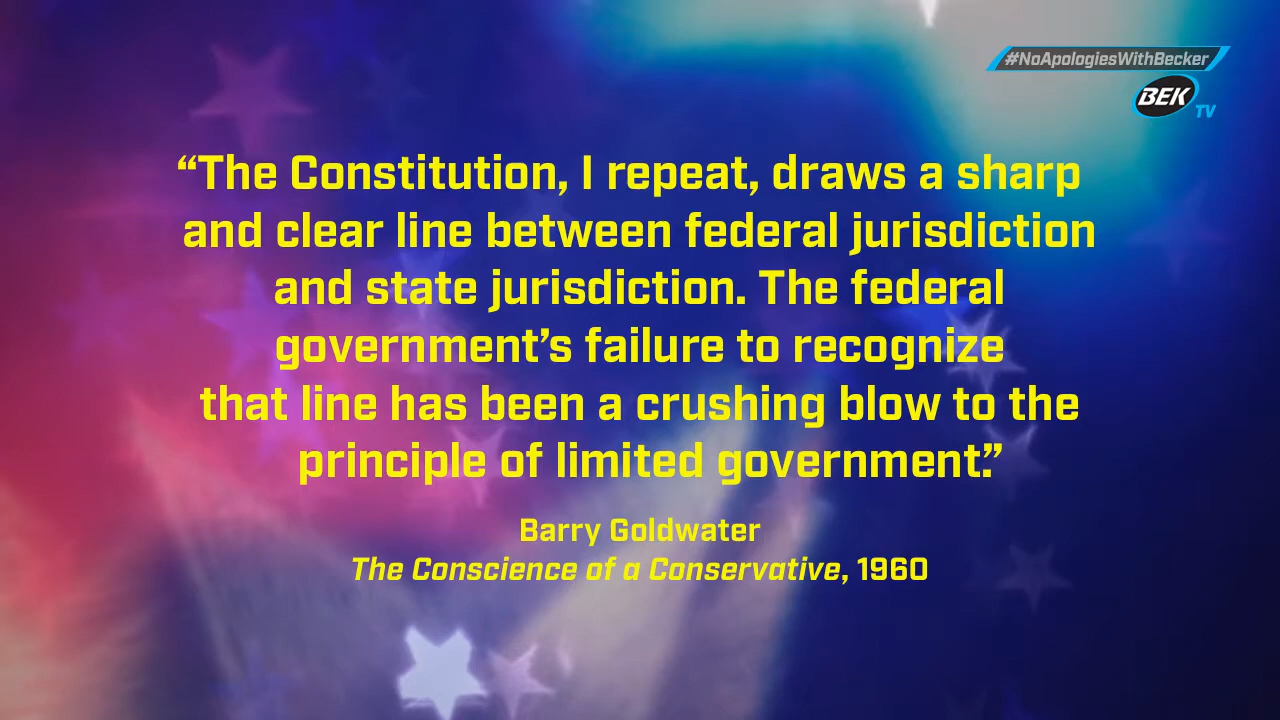 #NoApologiesWithBecker
BEK TV
“The Constitution, I repeat, draws a sharp
and clear line between federal jurisdiction
and state jurisdiction. The federal
government’s failure to recognize
that line has been a crushing blow to the
principle of limited government.”
Barry Goldwater
The Conscience of a Conservative, 1960